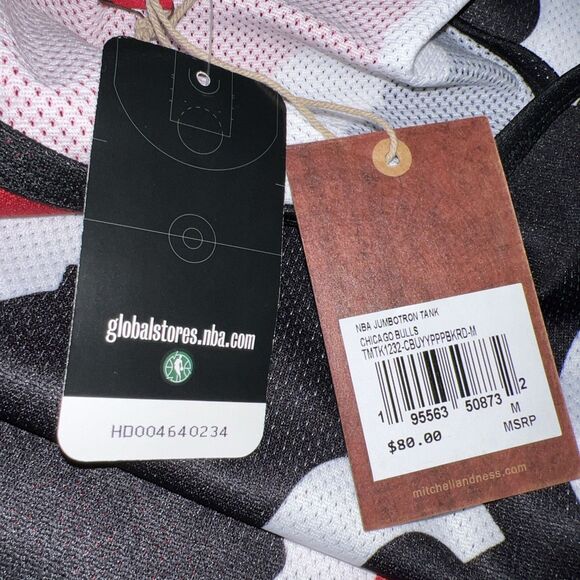 globalstores.nba.com
HD004640234
NBA JUMBOTRON TANK
CHICAGO BULLS
TMTK1232-CBUYYPPPBKRD-M
1 95563 50873 2
$80.00
M
MSRP
mitchellandness.com